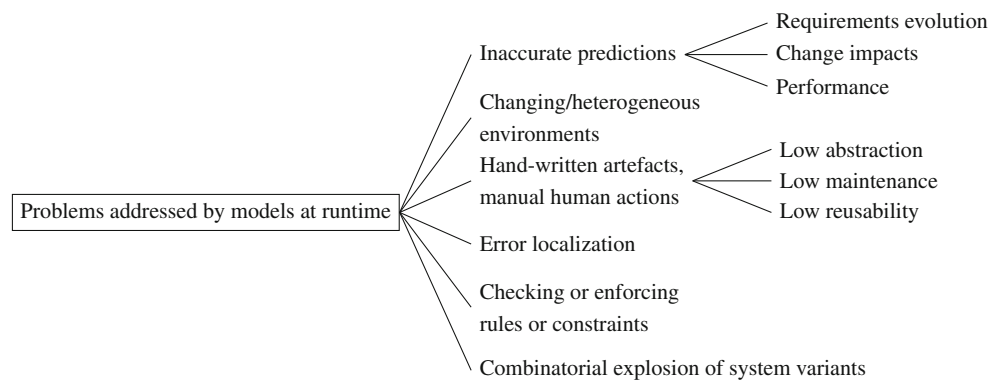 Requirements evolution
Inaccurate predictions
Change impacts
Performance
Changing/heterogeneous
environments
Hand-written artefacts,
manual human actions
Low abstraction
Low maintenance
Low reusability
Problems addressed by models at runtime
Error localization
Checking or enforcing
rules or constraints
Combinatorial explosion of system variants